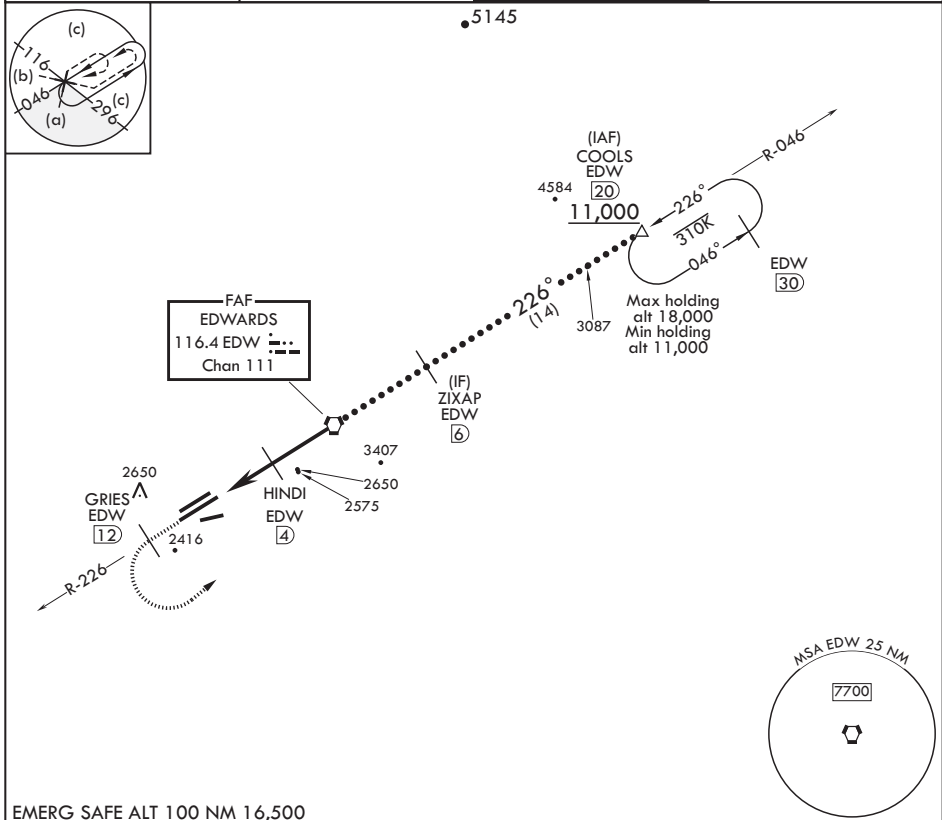 5145
(c)
116
(b)
046
(c)
296
(a)
(IAF)
COOLS
EDW
20
11,000
4584
R-046
226°
310K
046°
EDW
30
Max holding
alt 18,000
Min holding
alt 11,000
226°
(14)
3087
FAF
EDWARDS
116.4 EDW
Chan 111
(IF)
ZIXAP
EDW
6
3407
2650
2575
HINDI
EDW
4
2650
GRIES
EDW
12
2416
R-226
MSA EDW 25 NM
7700
EMERG SAFE ALT 100 NM 16,500